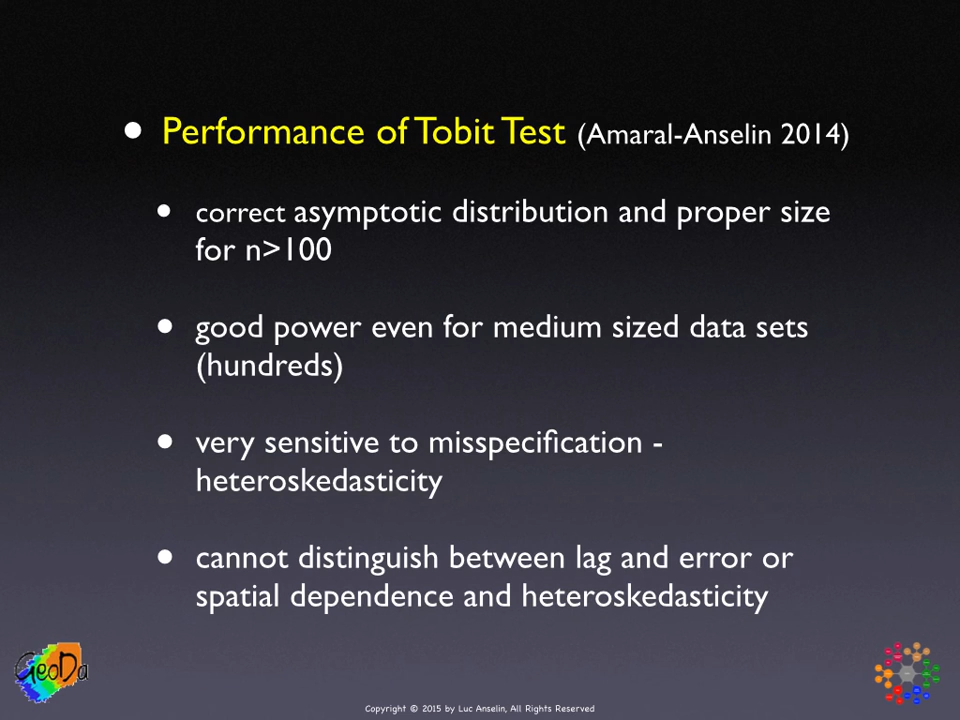 • Performance of Tobit Test (Amaral-Anselin 2014)
• correct asymptotic distribution and proper size
for n>100
• good power even for medium sized data sets
(hundreds)
• very sensitive to misspecification -
heteroskedasticity
• cannot distinguish between lag and error or
spatial dependence and heteroskedasticity
GeoDa
Copyright © 2015 by Luc Anselin, All Rights Reserved